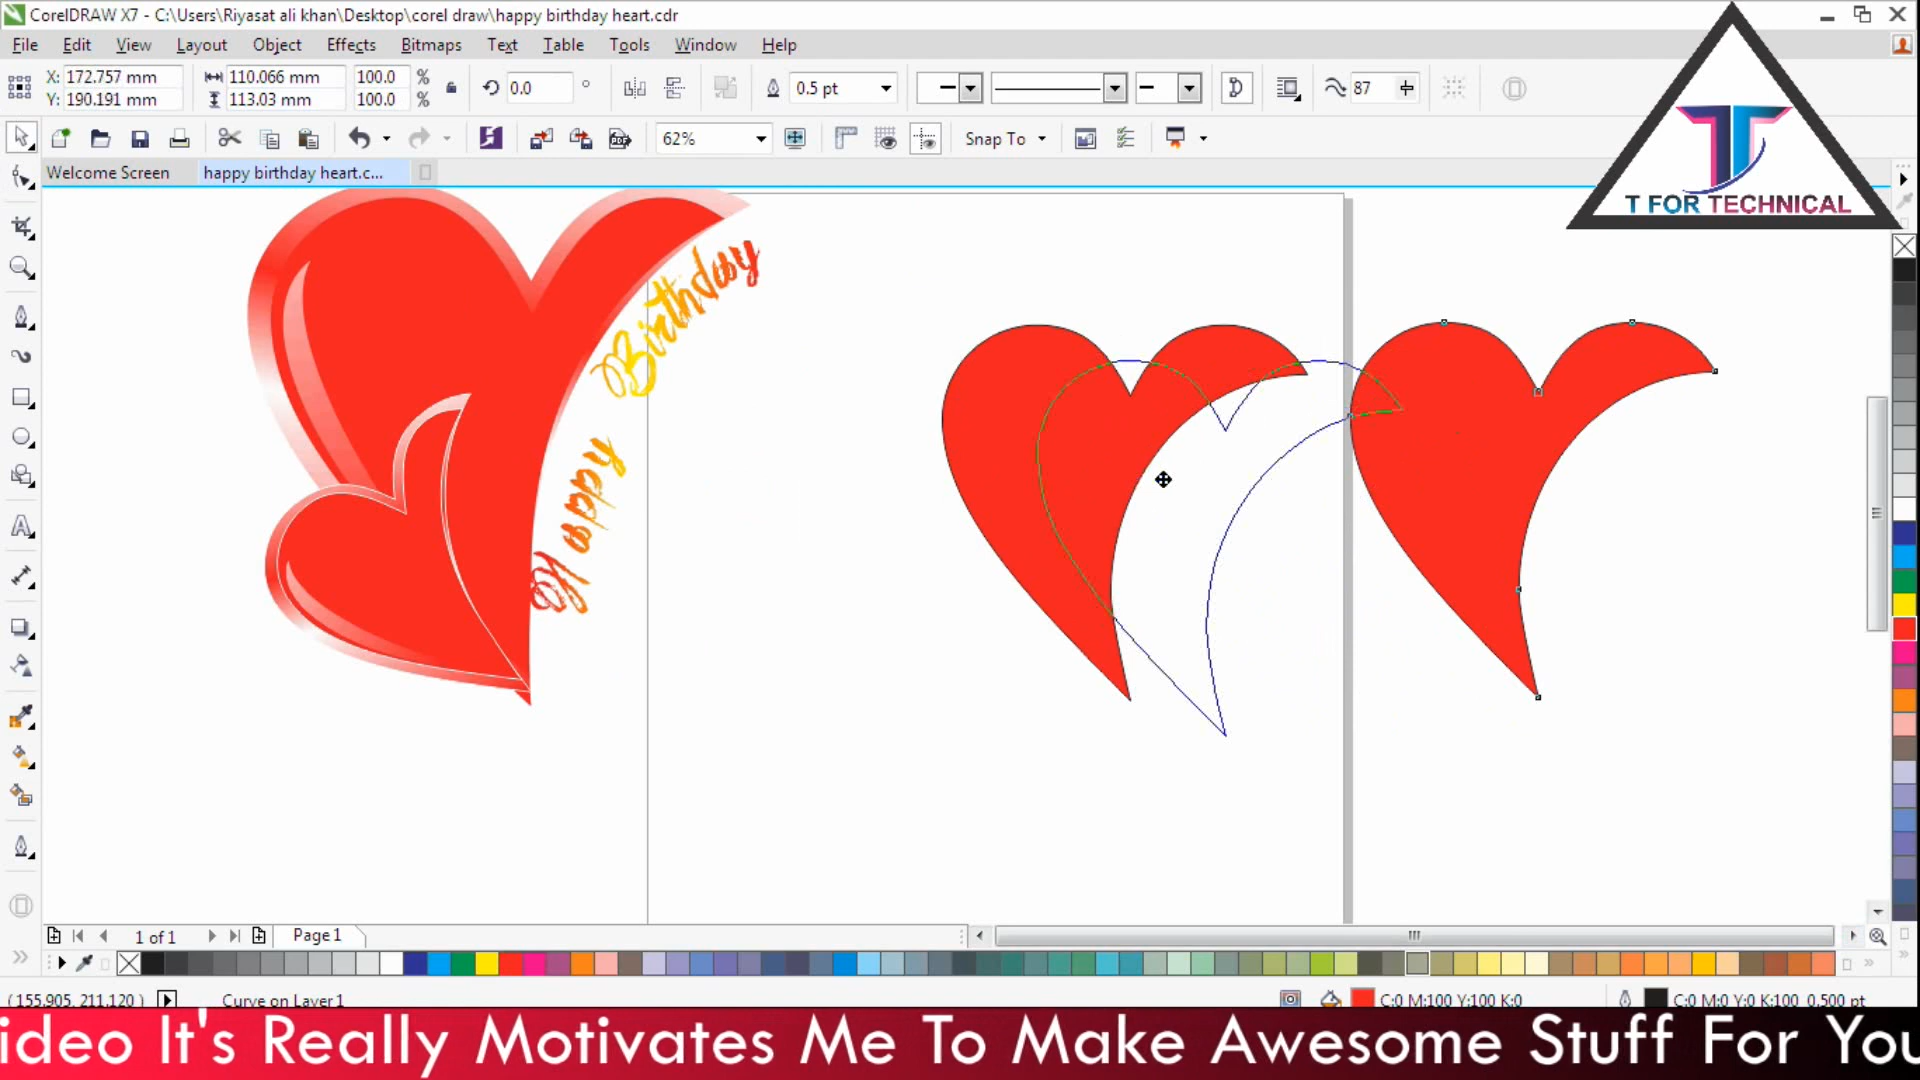 CorelDRAW X7 - C:\Users\Riyasat ali khan\Desktop\corel draw\happy birthday heart.cdr
File Edit View Layout Object Effects Bitmaps Text Table Tools Window Help
X: 172.757 mm 110.066 mm 100.0 % 0.0 ° 0.5 pt 87
Y: 190.191 mm 113.03 mm 100.0 %
62% Snap To
Welcome Screen happy birthday heart.c...
T FOR TECHNICAL
Birthday
happy
1 of 1 Page 1
(155.905, 211.120 ) Curve on Layer 1 C:0 M:100 Y:100 K:0 C:0 M:0 Y:0 K:100 0.500 pt
ideo It's Really Motivates Me To Make Awesome Stuff For You